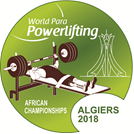 World Para
Powerlifting
AFRICAN
CHAMPIONSHIPS
ALGIERS
2018